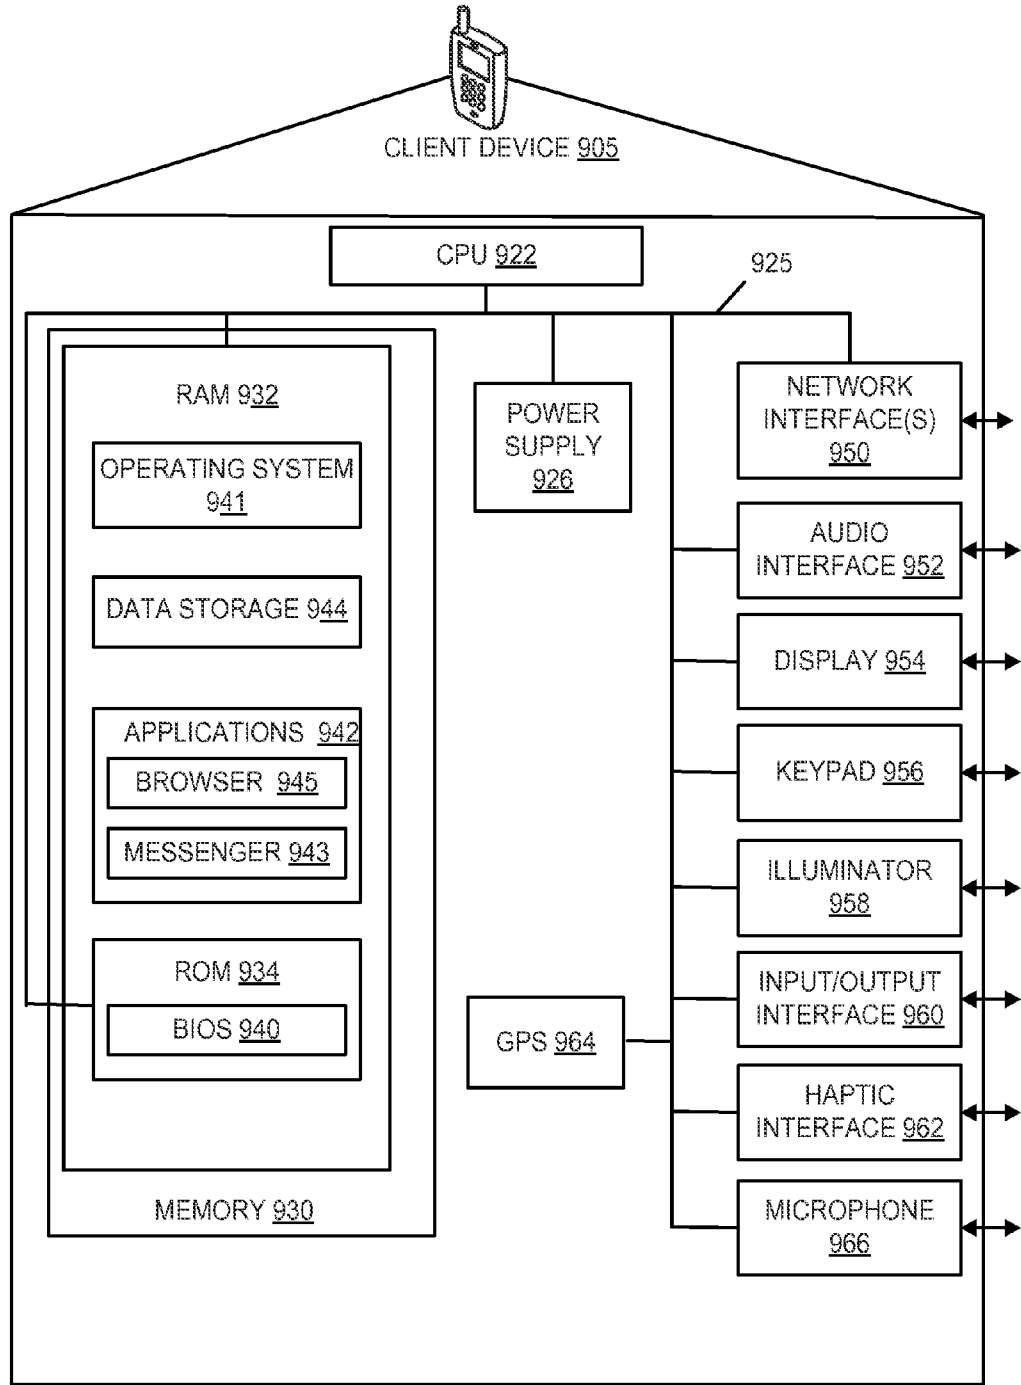 CLIENT DEVICE 905
CPU 922
925
RAM 932
OPERATING SYSTEM
941
DATA STORAGE 944
APPLICATIONS 942
BROWSER 945
MESSENGER 943
ROM 934
BIOS 940
MEMORY 930
POWER
SUPPLY
926
GPS 964
NETWORK
INTERFACE(S)
950
AUDIO
INTERFACE 952
DISPLAY 954
KEYPAD 956
ILLUMINATOR
958
INPUT/OUTPUT
INTERFACE 960
HAPTIC
INTERFACE 962
MICROPHONE
966